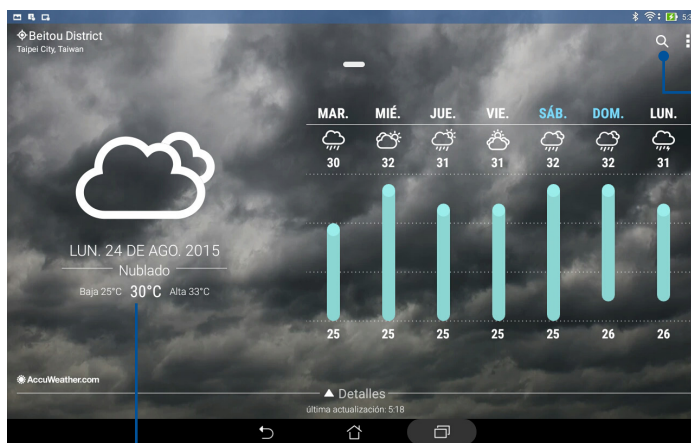 5:3
Beitou District
Taipei City, Taiwan
MAR. MIÉ. JUE. VIE. SÁB. DOM. LUN.
30 32 31 31 32 32 31
LUN. 24 DE AGO. 2015
Nublado
Baja 25°C 30°C Alta 33°C
25 25 25 25 25 26 26
AccuWeather.com
Detalles
última actualización: 5:18